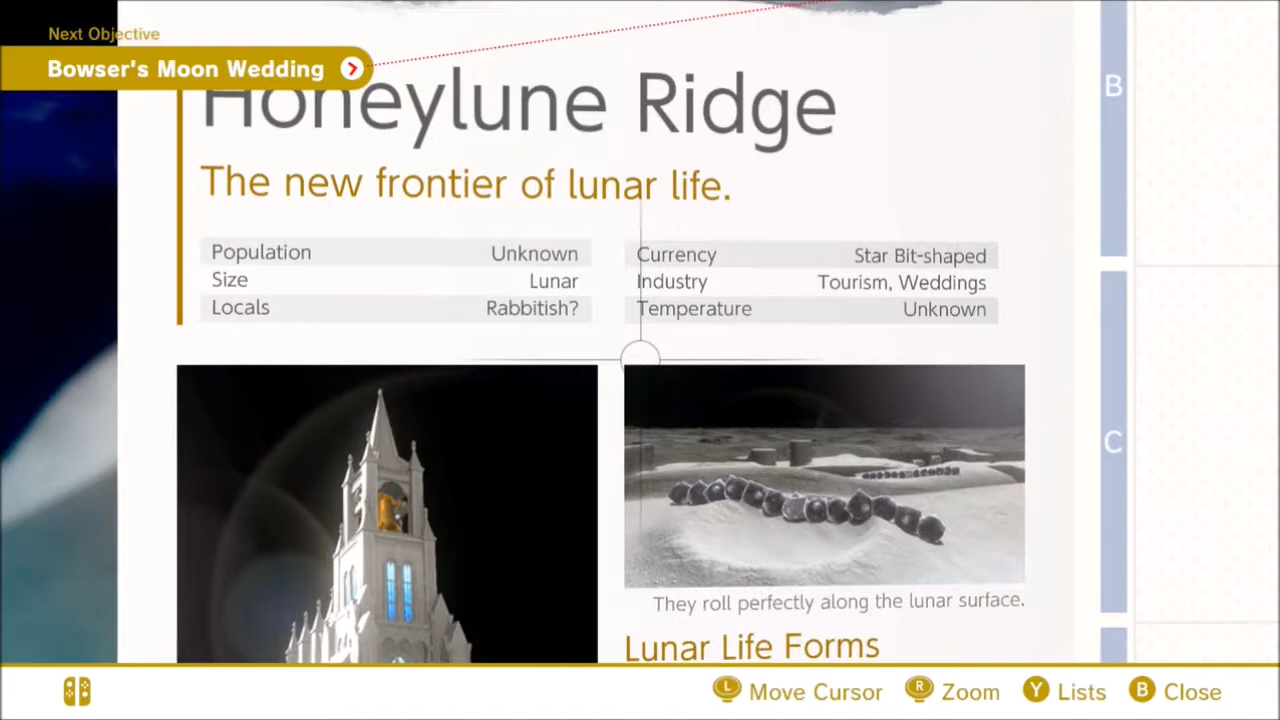 Next Objective
Bowser's Moon Wedding
Honeylune Ridge
The new frontier of lunar life.
Population Unknown
Size Lunar
Locals Rabbitish?
Currency Star Bit-shaped
Industry Tourism, Weddings
Temperature Unknown
B
C
They roll perfectly along the lunar surface.
Lunar Life Forms
L Move Cursor R Zoom Y Lists B Close